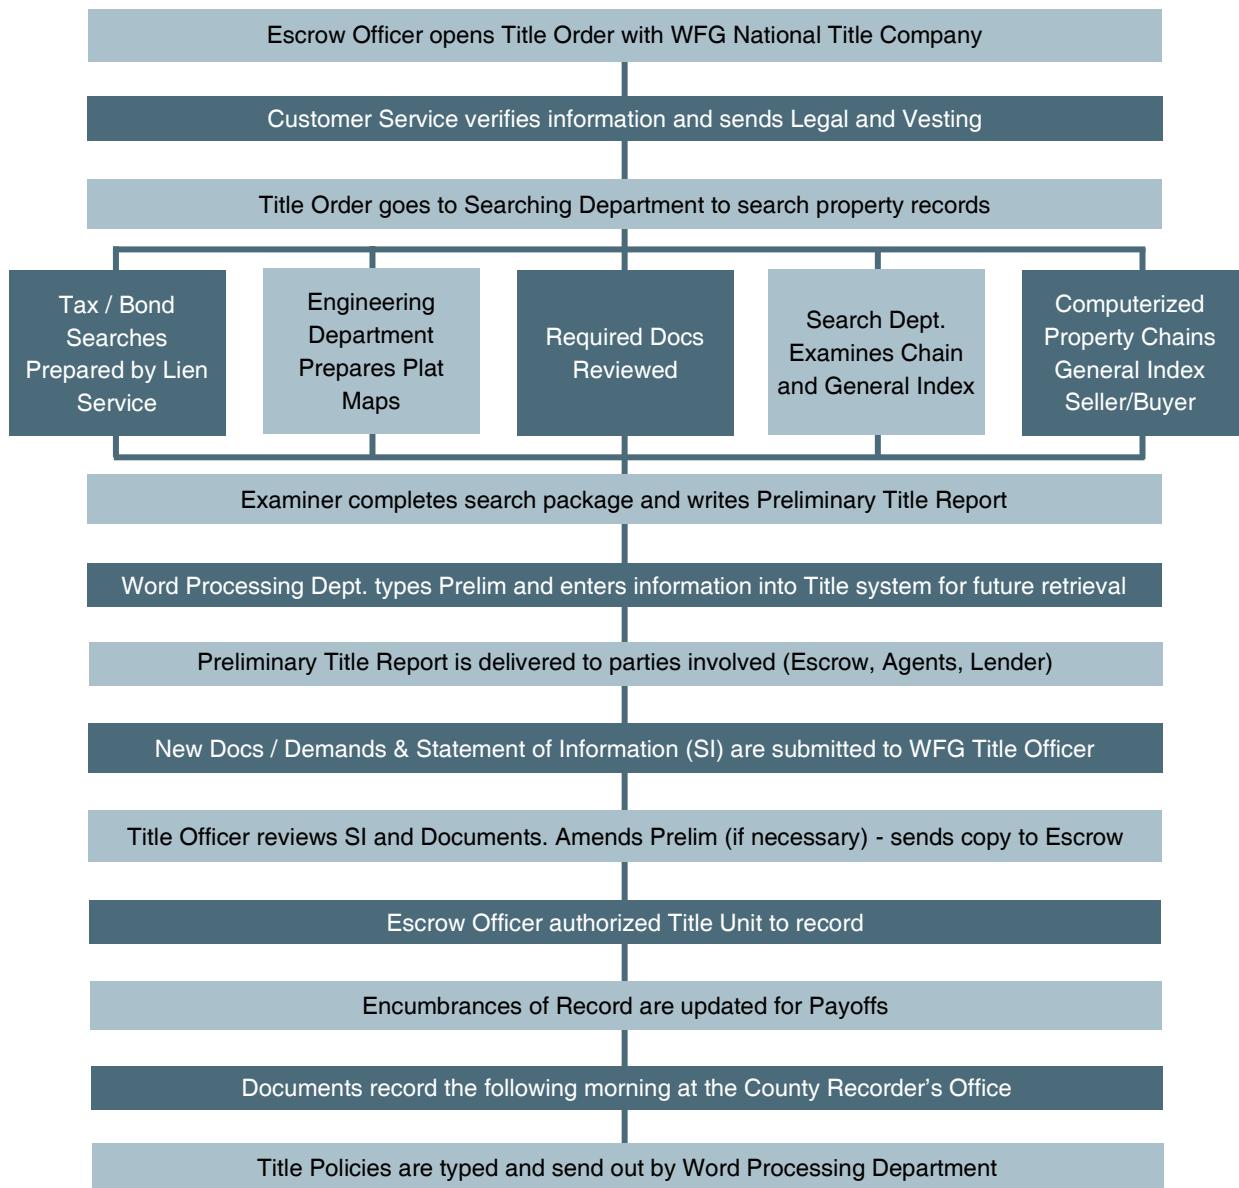 Escrow Officer opens Title Order with WFG National Title Company
Customer Service verifies information and sends Legal and Vesting
Title Order goes to Searching Department to search property records
Tax / Bond
Searches
Prepared by Lien
Service
Engineering
Department
Prepares Plat
Maps
Required Docs
Reviewed
Search Dept.
Examines Chain
and General Index
Computerized
Property Chains
General Index
Seller/Buyer
Examiner completes search package and writes Preliminary Title Report
Word Processing Dept. types Prelim and enters information into Title system for future retrieval
Preliminary Title Report is delivered to parties involved (Escrow, Agents, Lender)
New Docs / Demands & Statement of Information (SI) are submitted to WFG Title Officer
Title Officer reviews SI and Documents. Amends Prelim (if necessary) - sends copy to Escrow
Escrow Officer authorized Title Unit to record
Encumbrances of Record are updated for Payoffs
Documents record the following morning at the County Recorder's Office
Title Policies are typed and send out by Word Processing Department